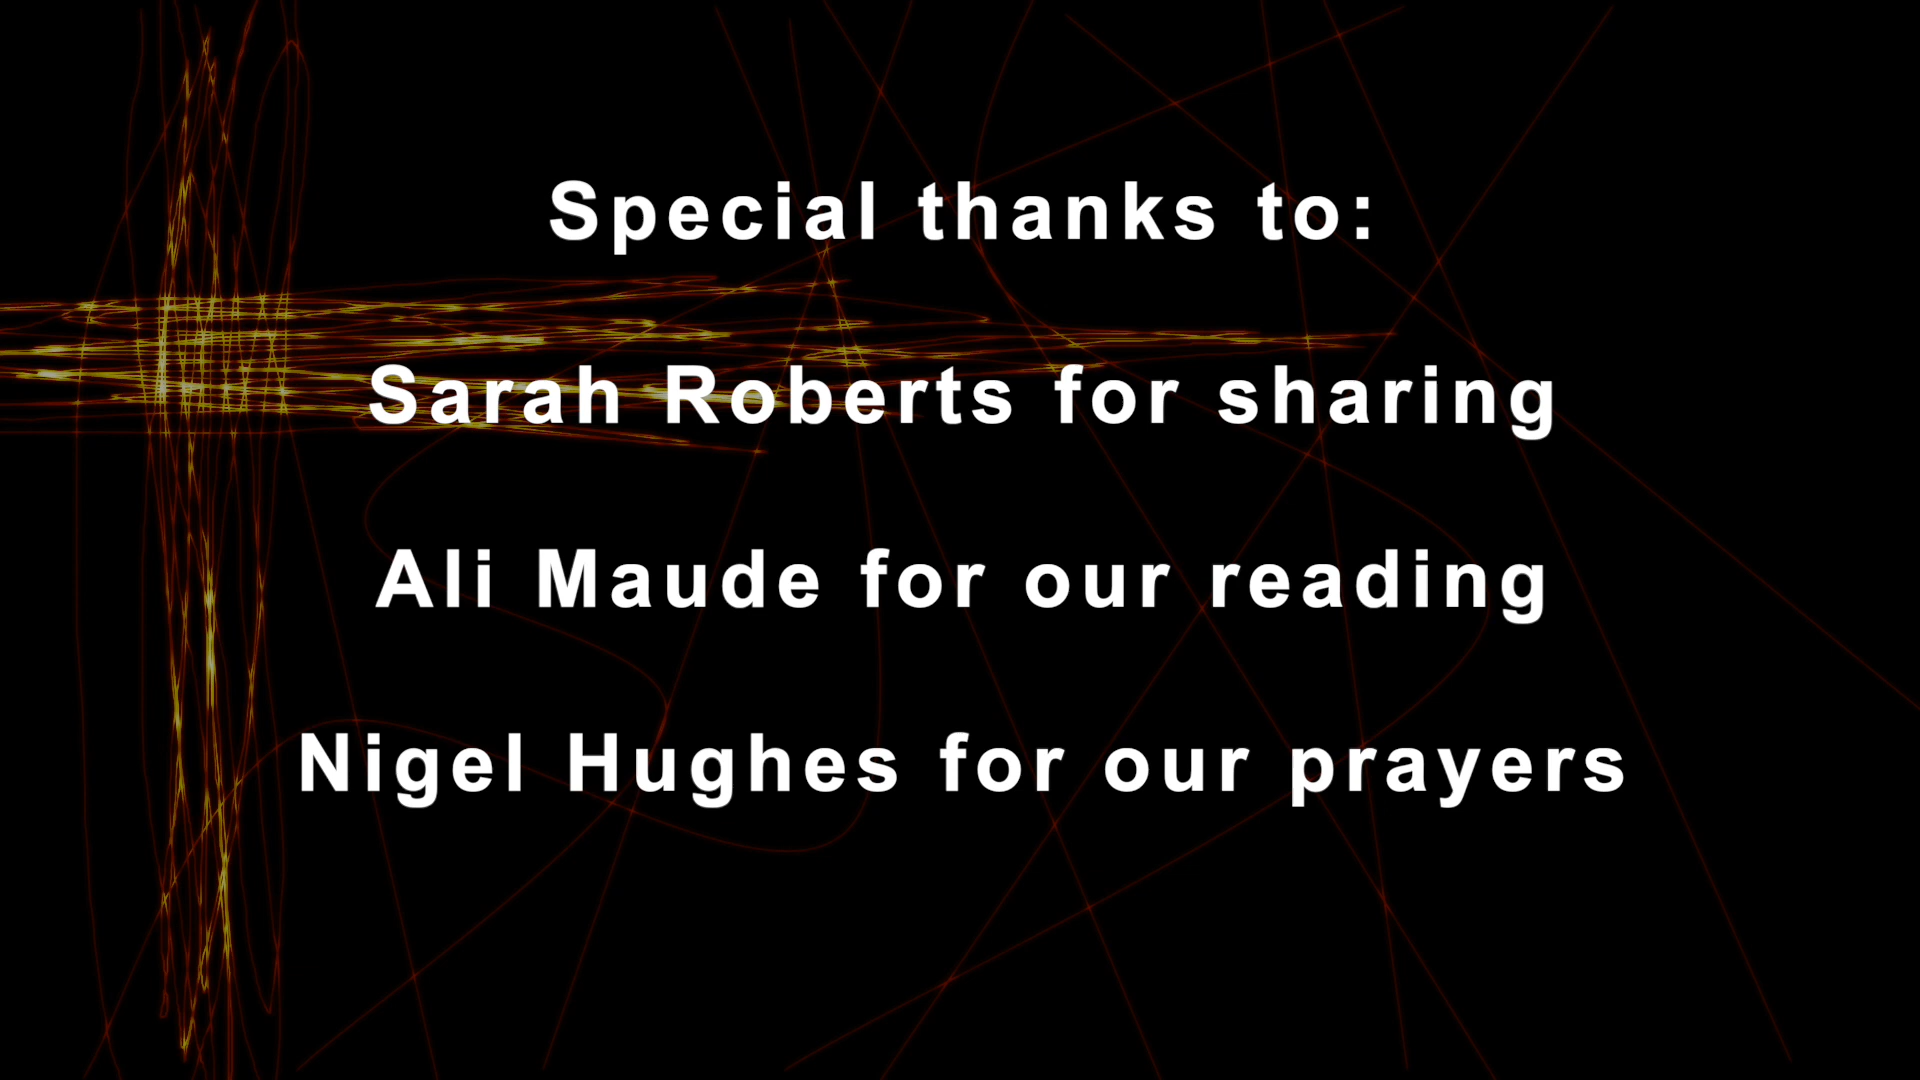 Special thanks to:
Sarah Roberts for sharing
Ali Maude for our reading
Nigel Hughes for our prayers